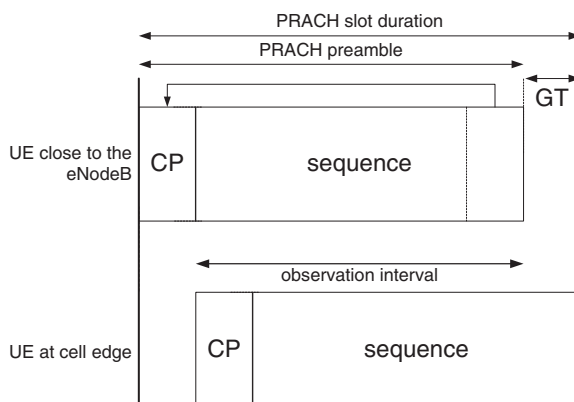 PRACH slot duration
PRACH preamble
GT
UE close to the
eNodeB
CP
sequence
observation interval
UE at cell edge
CP
sequence